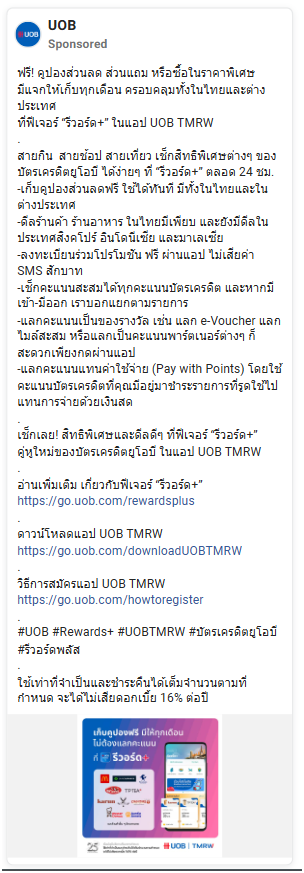 UOB
Sponsored
ฟรี! คูปองส่วนลด ส่วนแถม หรือซื้อในราคาพิเศษ
มีแจกให้เก็บทุกเดือน ครอบคลุมทั้งในไทยและต่าง
ประเทศ
ที่ฟีเจอร์ “รีวอร์ด+” ในแอป UOB TMRW
.
สายกิน สายช้อป สายเที่ยว เช็กสิทธิพิเศษต่างๆ ของ
บัตรเครดิตยูโอบี ได้ง่ายๆ ที่ “รีวอร์ด+” ตลอด 24 ชม.
-เก็บคูปองส่วนลดฟรี ใช้ได้ทันที มีทั้งในไทยและใน
ต่างประเทศ
-ดีลร้านค้า ร้านอาหาร ในไทยมีเพียบ และยังมีดีลใน
ประเทศสิงคโปร์ อินโดนีเซีย และมาเลเซีย
-ลงทะเบียนร่วมโปรโมชัน ฟรี ผ่านแอป ไม่เสียค่า
SMS สักบาท
-เช็กคะแนนสะสมได้ทุกคะแนนบัตรเครดิต และหากมี
เข้า-มีออก เราบอกแยกตามรายการ
-แลกคะแนนเป็นของรางวัล เช่น แลก e-Voucher แลก
ไมล์สะสม หรือแลกเป็นคะแนนพาร์ตเนอร์ต่างๆ ก็
สะดวกเพียงกดผ่านแอป
-แลกคะแนนแทนค่าใช้จ่าย (Pay with Points) โดยใช้
คะแนนบัตรเครดิตที่คุณมีอยู่มาชำระรายการที่รูดใช้ไป
แทนการจ่ายด้วยเงินสด
.
เช็กเลย! สิทธิพิเศษและดีลดีๆ ที่ฟีเจอร์ “รีวอร์ด+”
คู่หูใหม่ของบัตรเครดิตยูโอบี ในแอป UOB TMRW
.
อ่านเพิ่มเติม เกี่ยวกับฟีเจอร์ “รีวอร์ด+”
https://go.uob.com/rewardsplus
.
ดาวน์โหลดแอป UOB TMRW
https://go.uob.com/downloadUOBTMRW
.
วิธีการสมัครแอป UOB TMRW
https://go.uob.com/howtoregister
.
#UOB #Rewards+ #UOBTMRW #บัตรเครดิตยูโอบี
#รีวอร์ดพลัส
.
ใช้เท่าที่จำเป็นและชำระคืนได้เต็มจำนวนตามที่
กำหนด จะได้ไม่เสียดอกเบี้ย 16% ต่อปี
เก็บคูปองฟรี มีให้ทุกเดือน
ไม่ต้องแลกคะแนน
ที่ รีวอร์ด+
25
UOB TMRW